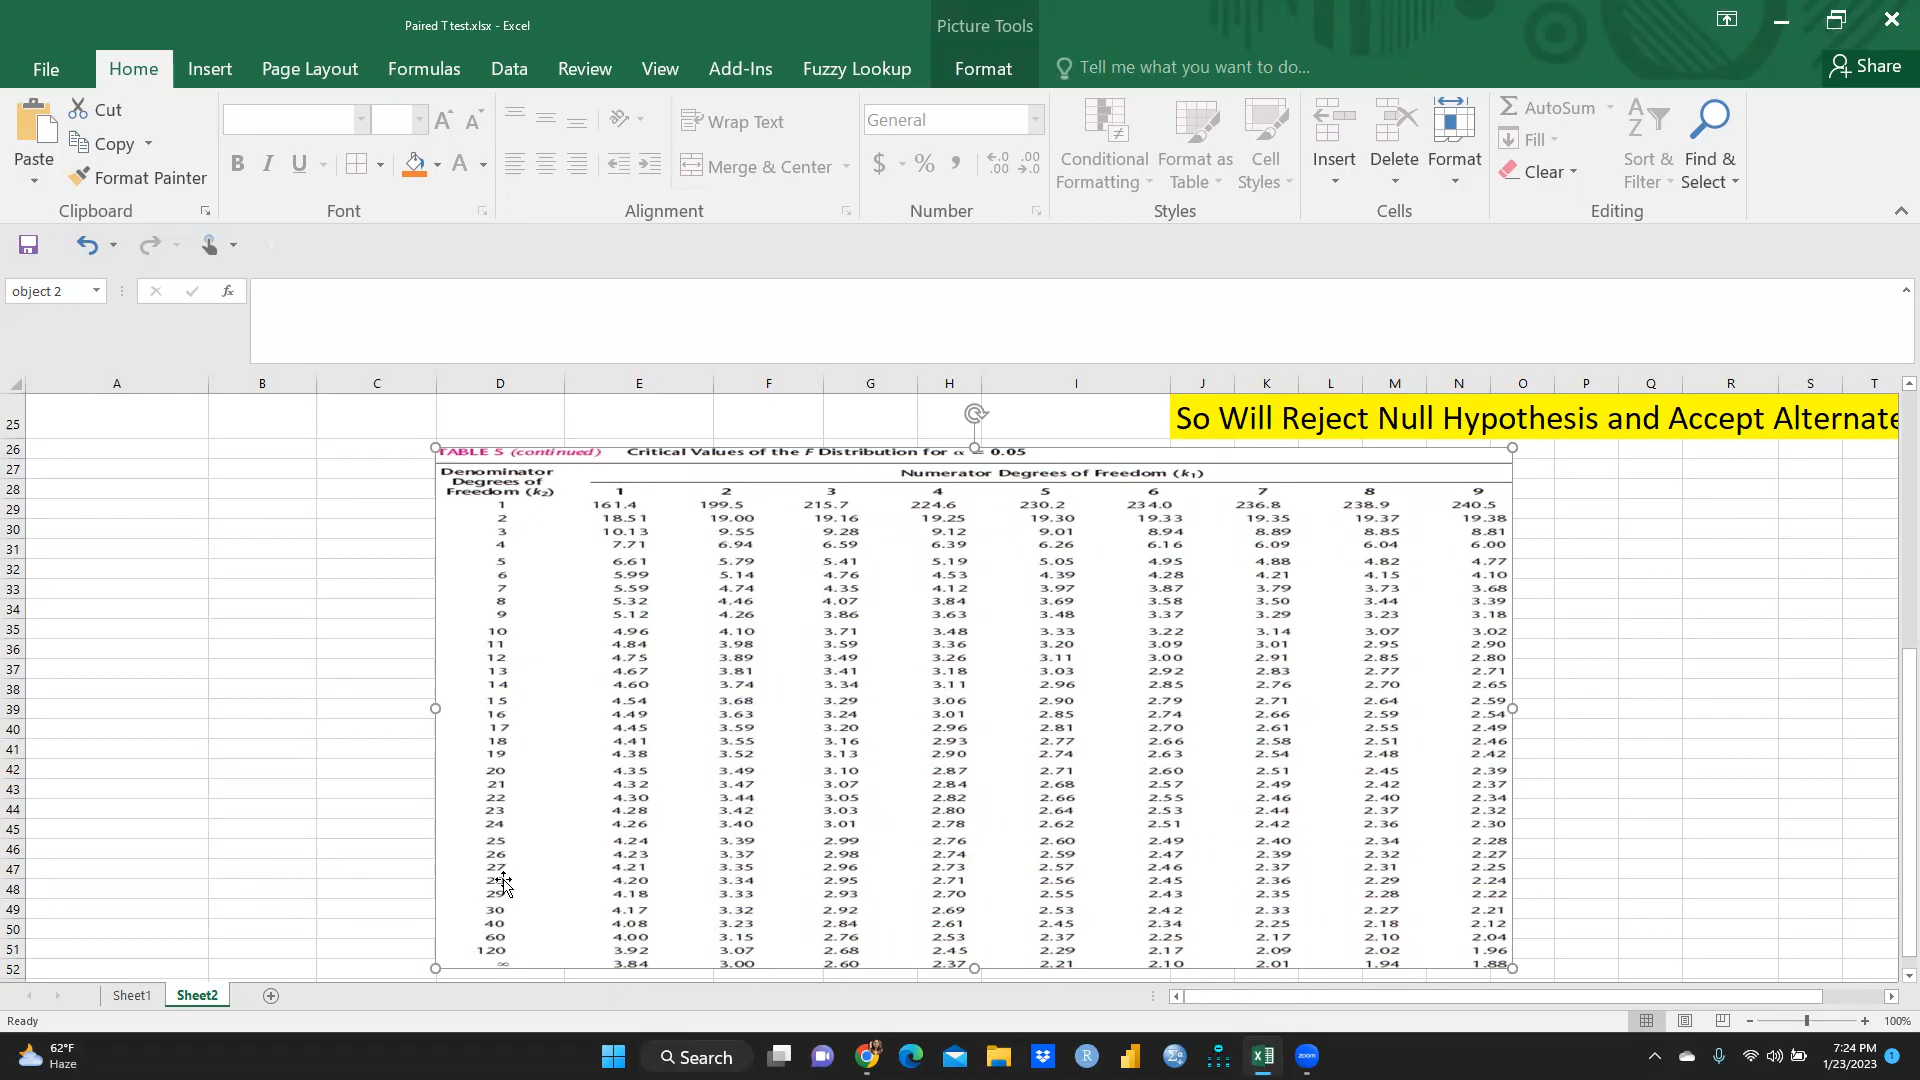 Paired T test.xlsx - Excel
Picture Tools
File Home Insert Page Layout Formulas Data Review View Add-Ins Fuzzy Lookup Format Tell me what you want to do... Share
Cut
Copy
Format Painter
Paste
Wrap Text
Merge & Center
General
Conditional Formatting
Format as Table
Cell Styles
Insert Delete Format
AutoSum
Fill
Clear
Sort & Filter
Find & Select
Clipboard Font Alignment Number Styles Cells Editing
object 2
A B C D E F G H I J K L M N O P Q R S T
25 So Will Reject Null Hypothesis and Accept Alternate
26
27
28
29
30
31
32
33
34
35
36
37
38
39
40
41
42
43
44
45
46
47
48
49
50
51
52
TABLE 5 (continued) Critical Values of the F Distribution for α = 0.05
Denominator Degrees of Freedom (k2) Numerator Degrees of Freedom (k1)
1 2 3 4 5 6 7 8 9
1 161.4 199.5 215.7 224.6 230.2 234.0 236.8 238.9 240.5
2 18.51 19.00 19.16 19.25 19.30 19.33 19.35 19.37 19.38
3 10.13 9.55 9.28 9.12 9.01 8.94 8.89 8.85 8.81
4 7.71 6.94 6.59 6.39 6.26 6.16 6.09 6.04 6.00
5 6.61 5.79 5.41 5.19 5.05 4.95 4.88 4.82 4.77
6 5.99 5.14 4.76 4.53 4.39 4.28 4.21 4.15 4.10
7 5.59 4.74 4.35 4.12 3.97 3.87 3.79 3.73 3.68
8 5.32 4.46 4.07 3.84 3.69 3.58 3.50 3.44 3.39
9 5.12 4.26 3.86 3.63 3.48 3.37 3.29 3.23 3.18
10 4.96 4.10 3.71 3.48 3.33 3.22 3.14 3.07 3.02
11 4.84 3.98 3.59 3.36 3.20 3.09 3.01 2.95 2.90
12 4.75 3.89 3.49 3.26 3.11 3.00 2.91 2.85 2.80
13 4.67 3.81 3.41 3.18 3.03 2.92 2.83 2.77 2.71
14 4.60 3.74 3.34 3.11 2.96 2.85 2.76 2.70 2.65
15 4.54 3.68 3.29 3.06 2.90 2.79 2.71 2.64 2.59
16 4.49 3.63 3.24 3.01 2.85 2.74 2.66 2.59 2.54
17 4.45 3.59 3.20 2.96 2.81 2.70 2.61 2.55 2.49
18 4.41 3.55 3.16 2.93 2.77 2.66 2.58 2.51 2.46
19 4.38 3.52 3.13 2.90 2.74 2.63 2.54 2.48 2.42
20 4.35 3.49 3.10 2.87 2.71 2.60 2.51 2.45 2.39
21 4.32 3.47 3.07 2.84 2.68 2.57 2.49 2.42 2.37
22 4.30 3.44 3.05 2.82 2.66 2.55 2.46 2.40 2.34
23 4.28 3.42 3.03 2.80 2.64 2.53 2.44 2.37 2.32
24 4.26 3.40 3.01 2.78 2.62 2.51 2.42 2.36 2.30
25 4.24 3.39 2.99 2.76 2.60 2.49 2.40 2.34 2.28
26 4.23 3.37 2.98 2.74 2.59 2.47 2.39 2.32 2.27
27 4.21 3.35 2.96 2.73 2.57 2.46 2.37 2.31 2.25
4.20 3.34 2.95 2.71 2.56 2.45 2.36 2.29 2.24
29 4.18 3.33 2.93 2.70 2.55 2.43 2.35 2.28 2.22
30 4.17 3.32 2.92 2.69 2.53 2.42 2.33 2.27 2.21
40 4.08 3.23 2.84 2.61 2.45 2.34 2.25 2.18 2.12
60 4.00 3.15 2.76 2.53 2.37 2.25 2.17 2.10 2.04
120 3.92 3.07 2.68 2.45 2.29 2.17 2.09 2.02 1.96
∞ 3.84 3.00 2.60 2.37 2.21 2.10 2.01 1.94 1.88
Sheet1 Sheet2
Ready 100%
62°F
Haze
Search
zoom
7:24 PM
1/23/2023
1